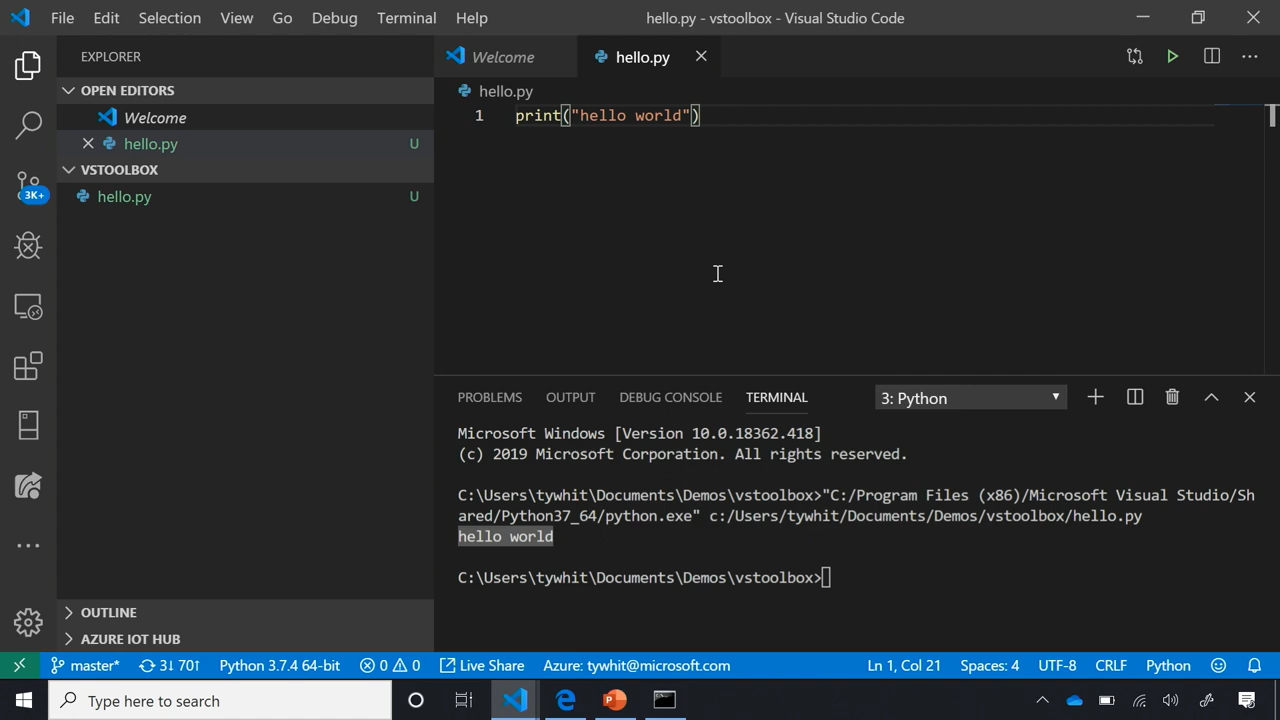 File Edit Selection View Go Debug Terminal Help
hello.py - vstoolbox - Visual Studio Code
EXPLORER
OPEN EDITORS
Welcome
hello.py U
VSTOOLBOX
hello.py U
3K+
OUTLINE
AZURE IOT HUB
Welcome hello.py
hello.py
1 print("hello world")
PROBLEMS OUTPUT DEBUG CONSOLE TERMINAL 3: Python
Microsoft Windows [Version 10.0.18362.418]
(c) 2019 Microsoft Corporation. All rights reserved.
C:\Users\tywhit\Documents\Demos\vstoolbox>"C:/Program Files (x86)/Microsoft Visual Studio/Sh
ared/Python37_64/python.exe" c:/Users/tywhit/Documents/Demos/vstoolbox/hello.py
hello world
C:\Users\tywhit\Documents\Demos\vstoolbox>
master* 3↓ 70↑ Python 3.7.4 64-bit 0 0 Live Share Azure: tywhit@microsoft.com Ln 1, Col 21 Spaces: 4 UTF-8 CRLF Python
Type here to search